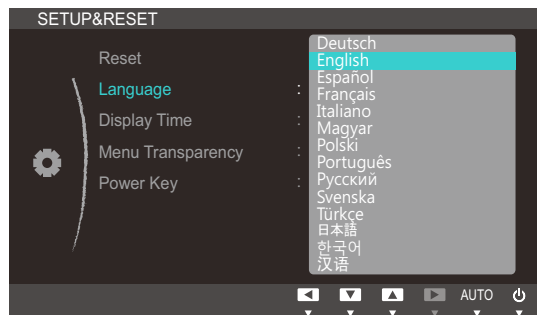 SETUP&RESET
Reset
Language :
Display Time :
Menu Transparency :
Power Key :
Deutsch
English
Español
Français
Italiano
Magyar
Polski
Português
Русский
Svenska
Türkçe
日本語
한국어
汉语
AUTO